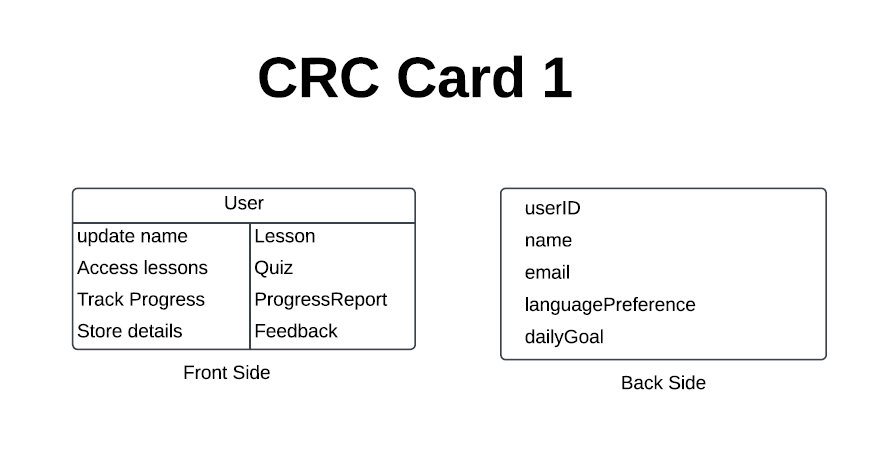 CRC Card 1
User
update name
Lesson
Access lessons
Quiz
Track Progress
ProgressReport
Store details
Feedback
Front Side
userID
name
email
languagePreference
dailyGoal
Back Side